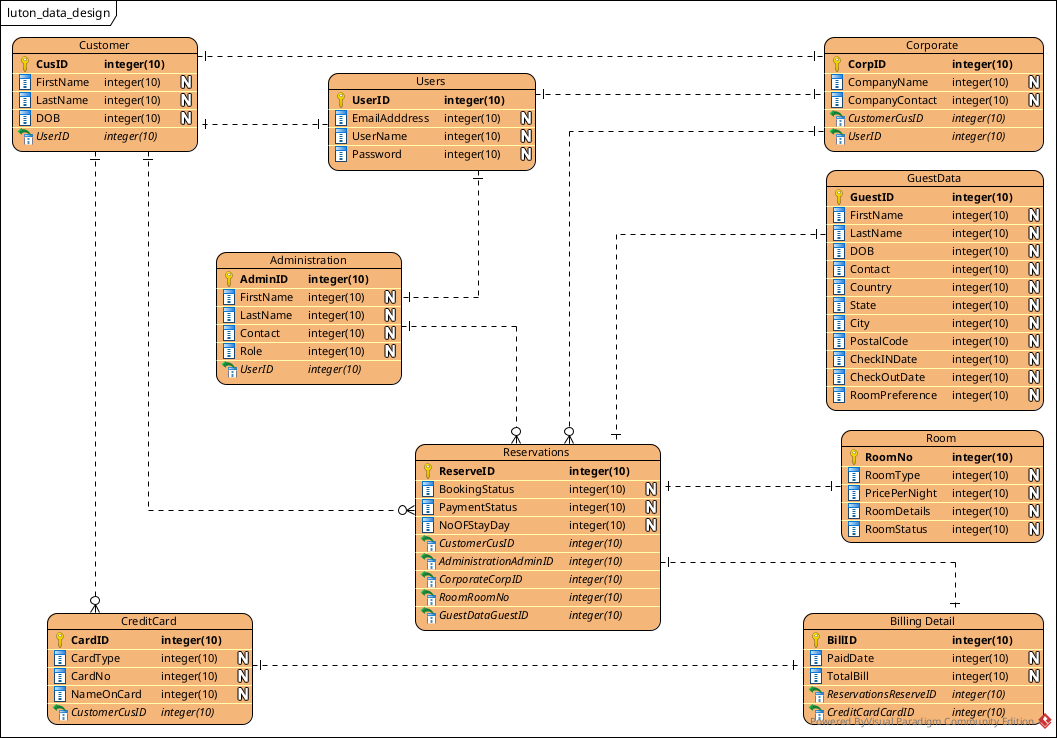 luton_data_design
Customer
CusID integer(10)
FirstName integer(10) N
LastName integer(10) N
DOB integer(10) N
UserID integer(10)
Users
UserID integer(10)
EmailAdddress integer(10) N
UserName integer(10) N
Password integer(10) N
Corporate
CorpID integer(10)
CompanyName integer(10) N
CompanyContact integer(10) N
CustomerCusID integer(10)
UserID integer(10)
GuestData
GuestID integer(10)
FirstName integer(10) N
LastName integer(10) N
DOB integer(10) N
Contact integer(10) N
Country integer(10) N
State integer(10) N
City integer(10) N
PostalCode integer(10) N
CheckINDate integer(10) N
CheckOutDate integer(10) N
RoomPreference integer(10) N
Administration
AdminID integer(10)
FirstName integer(10) N
LastName integer(10) N
Contact integer(10) N
Role integer(10) N
UserID integer(10)
Reservations
ReserveID integer(10)
BookingStatus integer(10) N
PaymentStatus integer(10) N
NoOFStayDay integer(10) N
CustomerCusID integer(10)
AdministrationAdminID integer(10)
CorporateCorpID integer(10)
RoomRoomNo integer(10)
GuestDataGuestID integer(10)
Room
RoomNo integer(10)
RoomType integer(10) N
PricePerNight integer(10) N
RoomDetails integer(10) N
RoomStatus integer(10) N
CreditCard
CardID integer(10)
CardType integer(10) N
CardNo integer(10) N
NameOnCard integer(10) N
CustomerCusID integer(10)
Billing Detail
BillID integer(10)
PaidDate integer(10) N
TotalBill integer(10) N
ReservationsReserveID integer(10)
CreditCardCardID integer(10)
Powered ByVisual Paradigm Community Edition